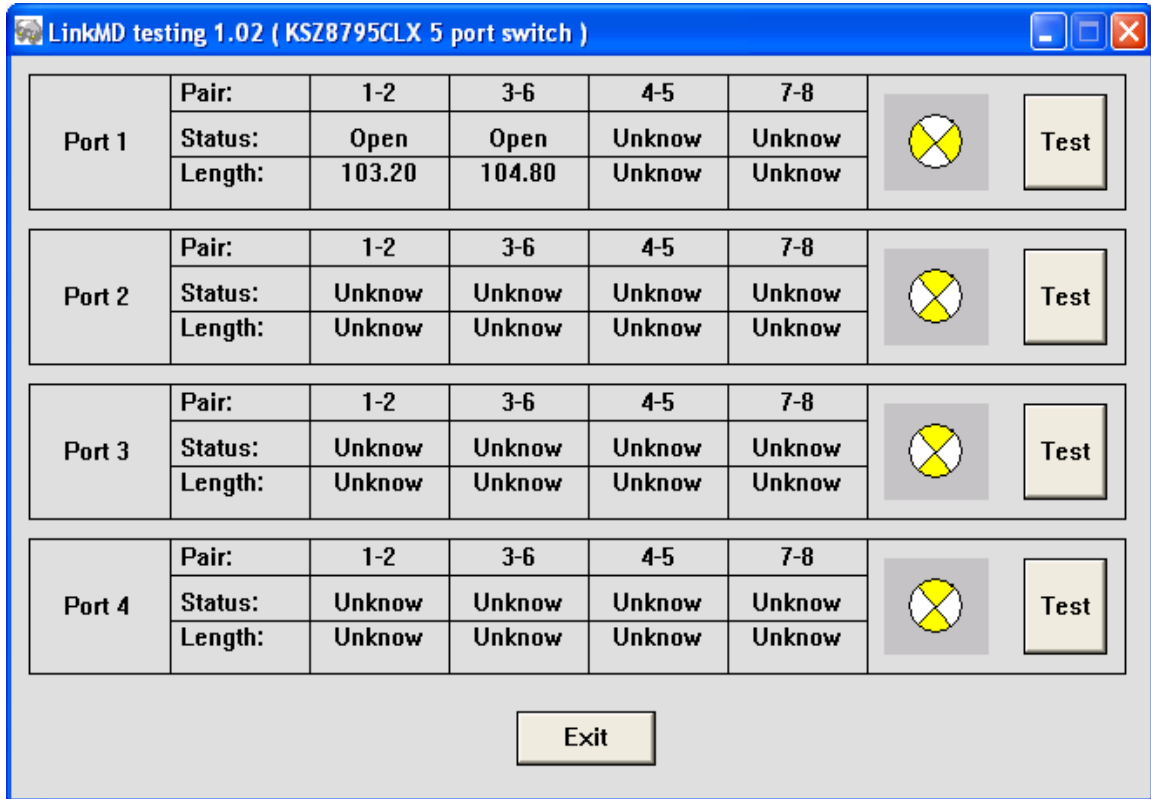 LinkMD testing 1.02 ( KSZ8795CLX 5 port switch )
Pair: 1-2 3-6 4-5 7-8
Port 1 Status: Open Open Unknow Unknow Test
Length: 103.20 104.80 Unknow Unknow
Pair: 1-2 3-6 4-5 7-8
Port 2 Status: Unknow Unknow Unknow Unknow Test
Length: Unknow Unknow Unknow Unknow
Pair: 1-2 3-6 4-5 7-8
Port 3 Status: Unknow Unknow Unknow Unknow Test
Length: Unknow Unknow Unknow Unknow
Pair: 1-2 3-6 4-5 7-8
Port 4 Status: Unknow Unknow Unknow Unknow Test
Length: Unknow Unknow Unknow Unknow
Exit